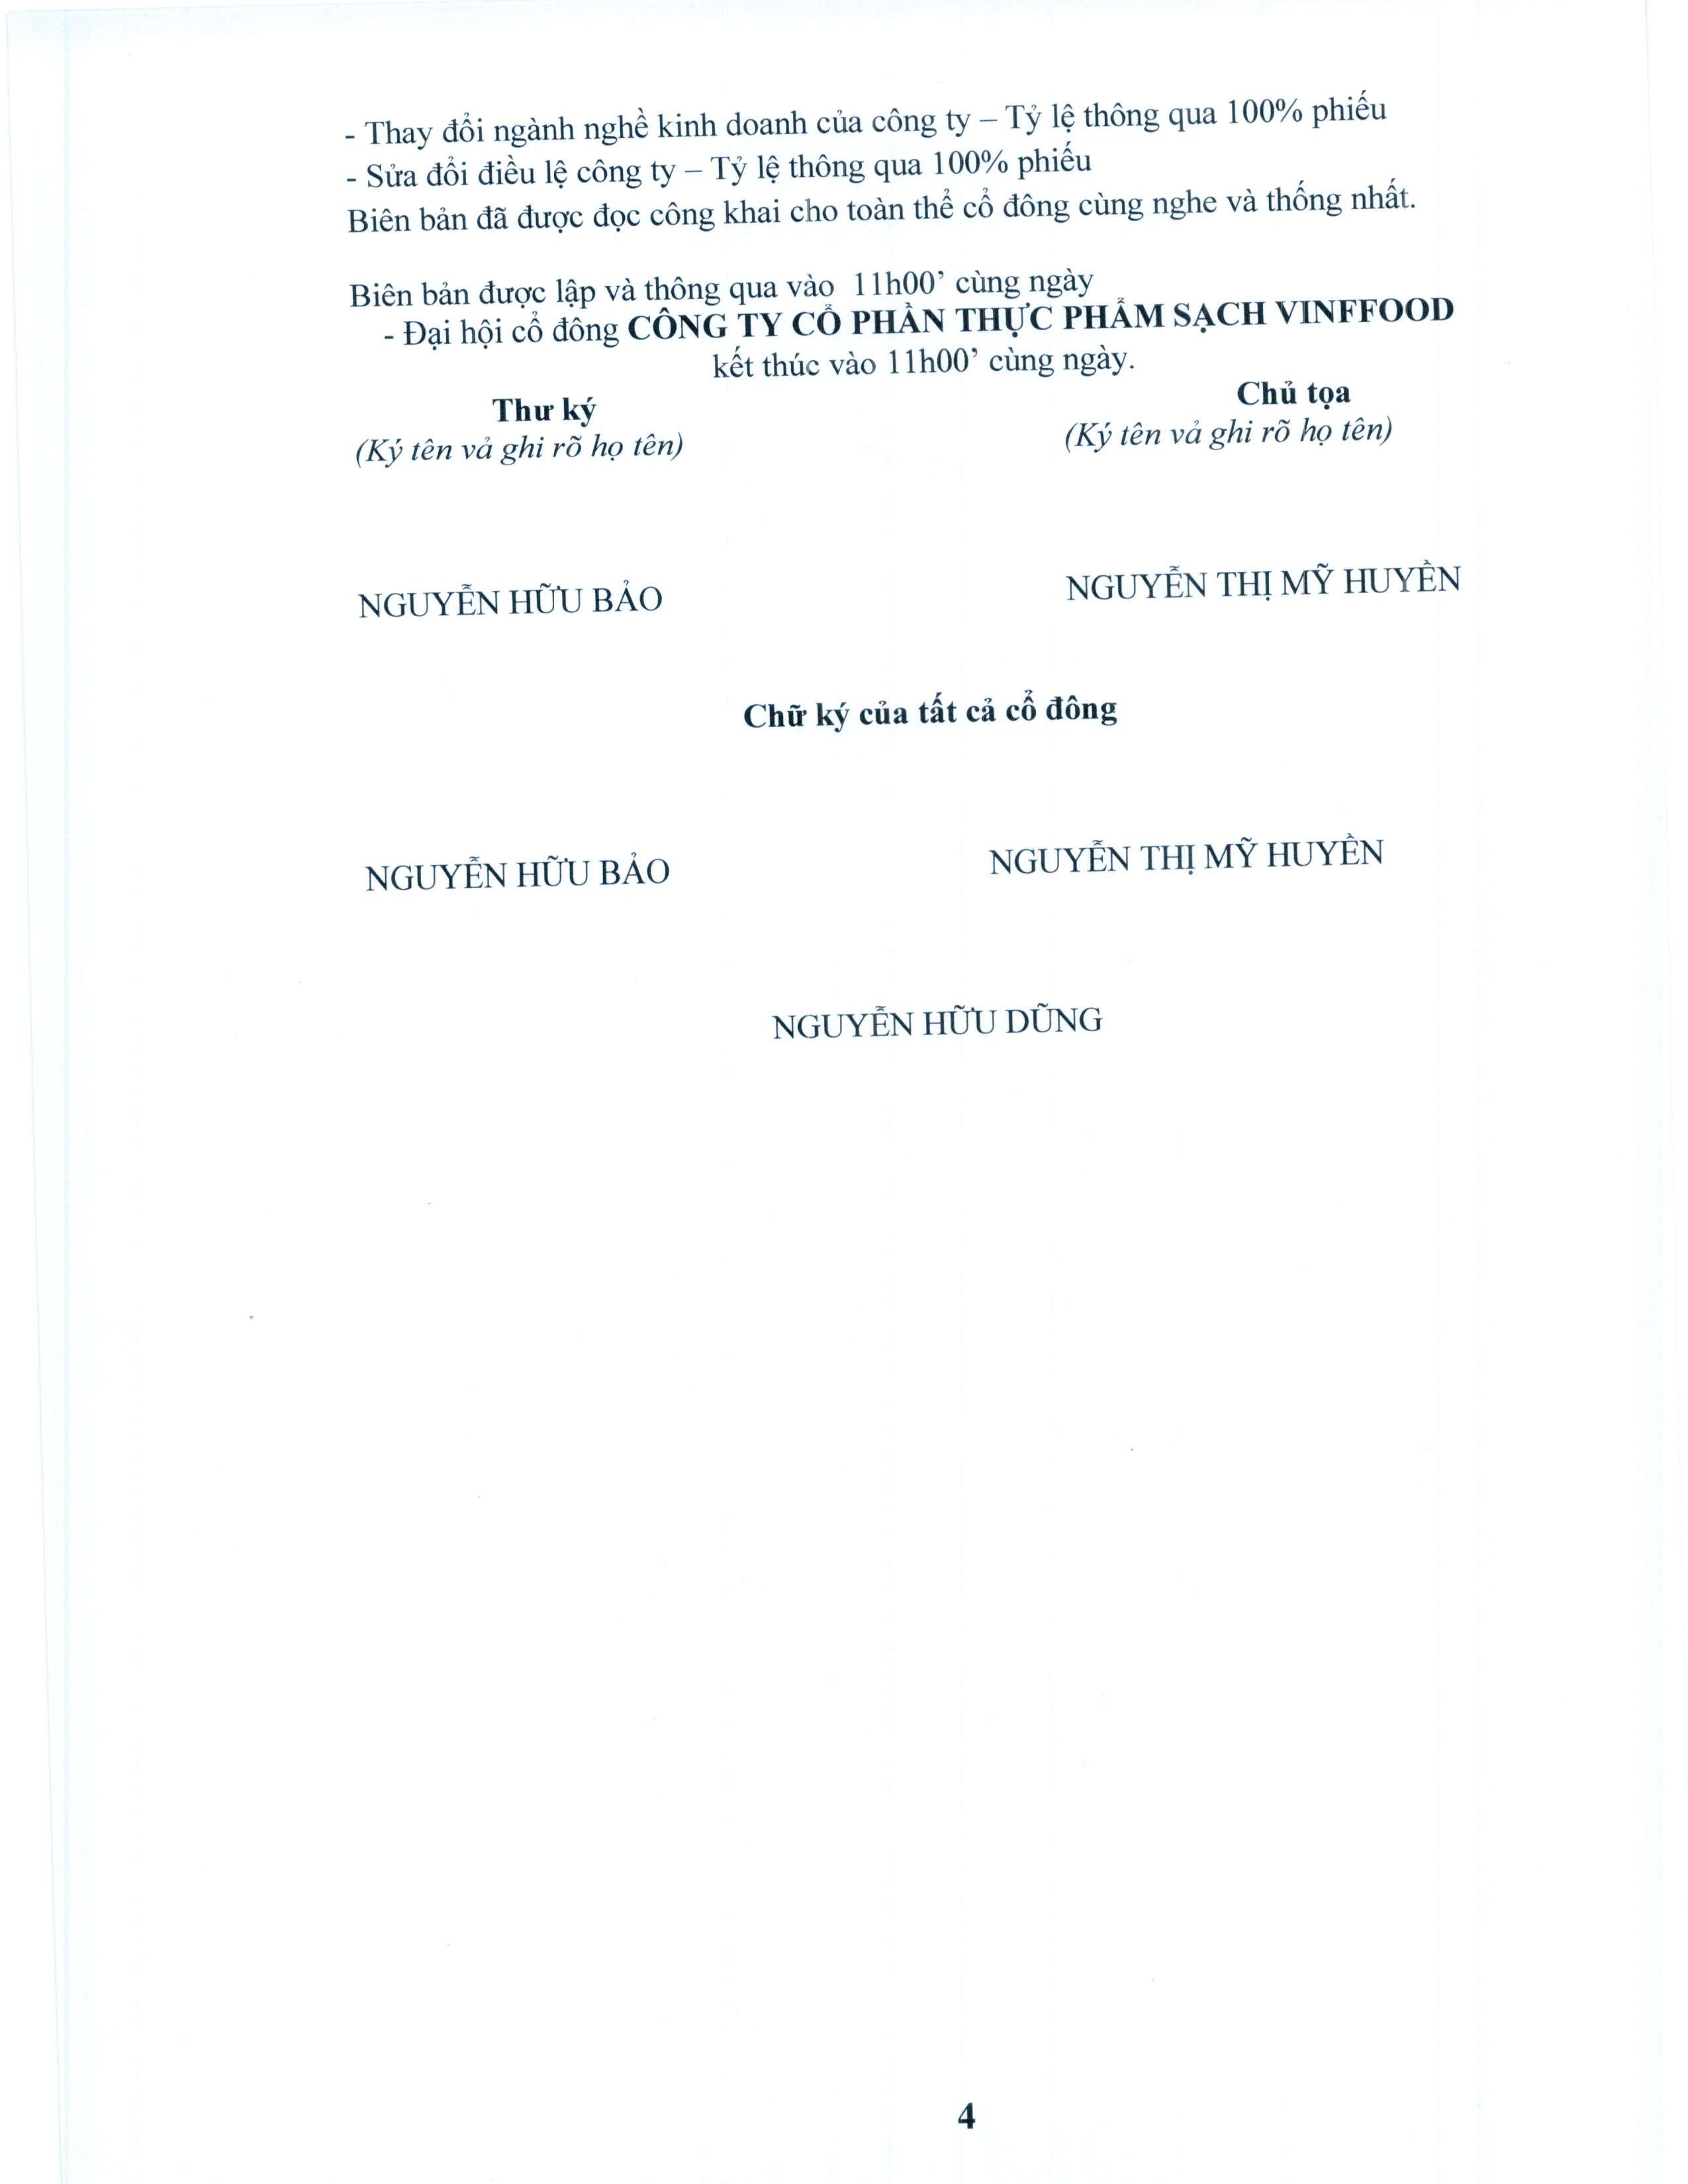 - Thay đổi ngành nghề kinh doanh của công ty – Tỷ lệ thông qua 100% phiếu
- Sửa đổi điều lệ công ty – Tỷ lệ thông qua 100% phiếu
Biên bản đã được đọc công khai cho toàn thể cổ đông cùng nghe và thống nhất.
Biên bản được lập và thông qua vào  11h00’ cùng ngày
- Đại hội cổ đông CÔNG TY CỔ PHẦN THỰC PHẨM SẠCH VINFFOOD
kết thúc vào 11h00’ cùng ngày.
Thư ký Chủ tọa
(Ký tên vả ghi rõ họ tên) (Ký tên vả ghi rõ họ tên)
NGUYỄN HỮU BẢO NGUYỄN THỊ MỸ HUYỀN
Chữ ký của tất cả cổ đông
NGUYỄN HỮU BẢO NGUYỄN THỊ MỸ HUYỀN
NGUYỄN HỮU DŨNG
4